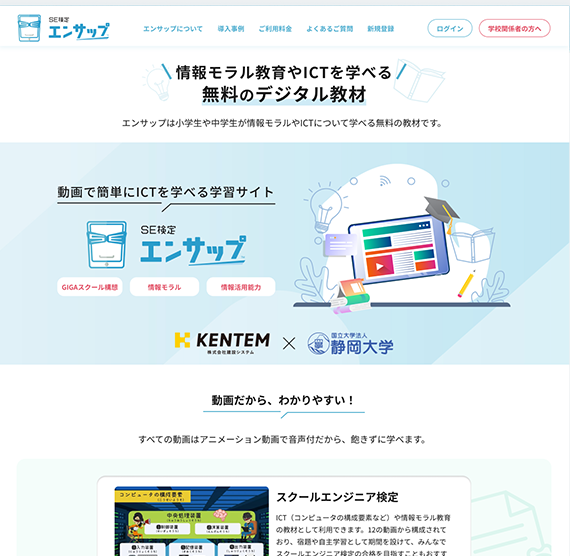 SE検定
エンサップ
エンサップについて 導入事例 ご利用料金 よくあるご質問 新規登録 ログイン 学校関係者の方へ
情報モラル教育やICTを学べる
無料のデジタル教材
エンサップは小学生や中学生が情報モラルやICTについて学べる無料の教材です。
動画で簡単にICTを学べる学習サイト
SE検定
エンサップ
GIGAスクール構想 情報モラル 情報活用能力
KENTEM
株式会社建設システム
×
国立大学法人
静岡大学
動画だから、わかりやすい！
すべての動画はアニメーション動画で音声付だから、飽きずに学べます。
コンピュータの構成要素
中央処理装置
制御装置 演算装置
入力装置 記憶装置 出力装置
スクールエンジニア検定
ICT（コンピュータの構成要素など）や情報モラル教育
の教材として利用できます。12の動画から構成されて
おり、宿題や自主学習として期間を設けて、みんなで
スクールエンジニア検定の合格を目指すこともおすす